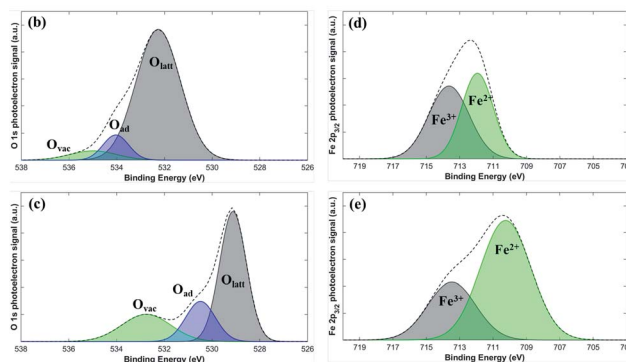 (b)
O 1s photoelectron signal (a.u.)
O_vac
O_ad
O_latt
538 536 534 532 530 528 526
Binding Energy (eV)
(d)
Fe 2p_3/2 photoelectron signal (a.u.)
Fe³⁺
Fe²⁺
719 717 715 713 711 709 707 705
Binding Energy (eV)
(c)
O 1s photoelectron signal (a.u.)
O_vac
O_ad
O_latt
538 536 534 532 530 528 526
Binding Energy (eV)
(e)
Fe 2p_3/2 photoelectron signal (a.u.)
Fe³⁺
Fe²⁺
719 717 715 713 711 709 707 705
Binding Energy (eV)